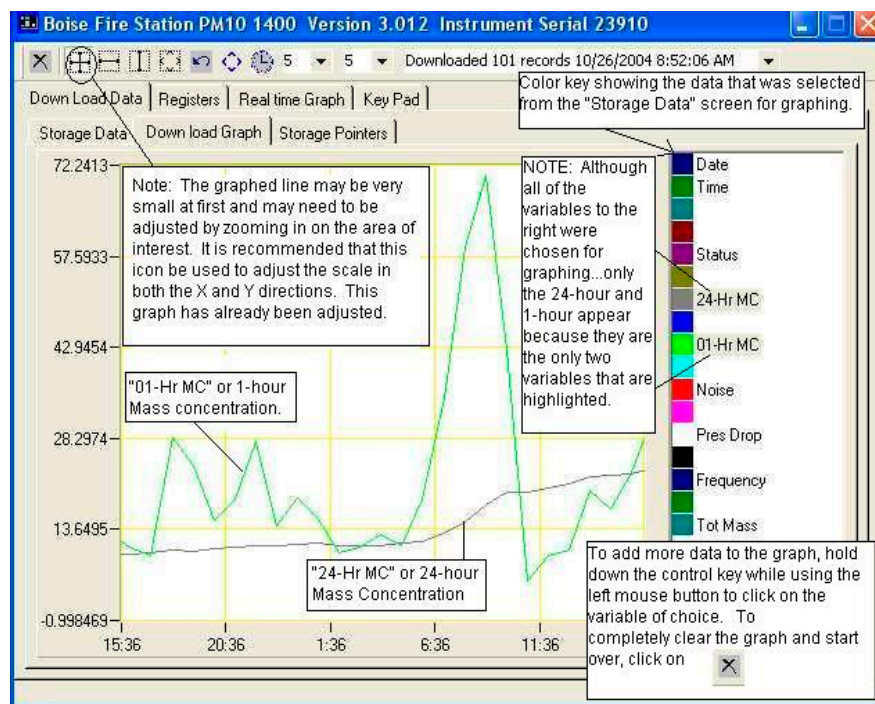 Boise Fire Station PM10 1400 Version 3.012 Instrument Serial 23910
5 5 Downloaded 101 records 10/26/2004 8:52:06 AM
Down Load Data Registers Real time Graph Key Pad
Storage Data Down load Graph Storage Pointers
Color key showing the data that was selected
from the "Storage Data" screen for graphing.
72.2413
57.5933
42.9454
28.2974
13.6495
-0.998469
15:36 20:36 1:36 6:36 11:36
Note: The graphed line may be very
small at first and may need to be
adjusted by zooming in on the area of
interest. It is recommended that this
icon be used to adjust the scale in
both the X and Y directions. This
graph has already been adjusted.
"01-Hr MC" or 1-hour
Mass concentration.
"24-Hr MC" or 24-hour
Mass Concentration
NOTE: Although
all of the
variables to the
right were
chosen for
graphing...only
the 24-hour and
1-hour appear
because they are
the only two
variables that are
highlighted.
Date
Time
Status
24-Hr MC
01-Hr MC
Noise
Pres Drop
Frequency
Tot Mass
To add more data to the graph, hold
down the control key while using the
left mouse button to click on the
variable of choice. To
completely clear the graph and start
over, click on